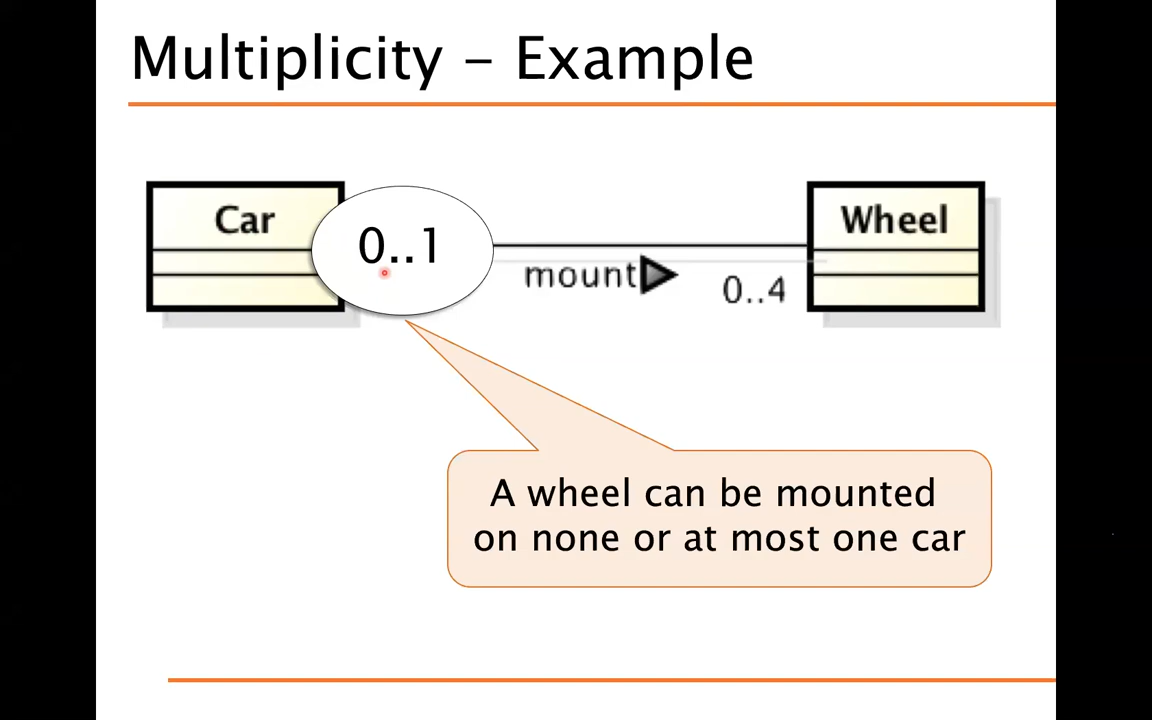 Multiplicity – Example
Car
0..1
mount
0..4
Wheel
A wheel can be mounted
on none or at most one car